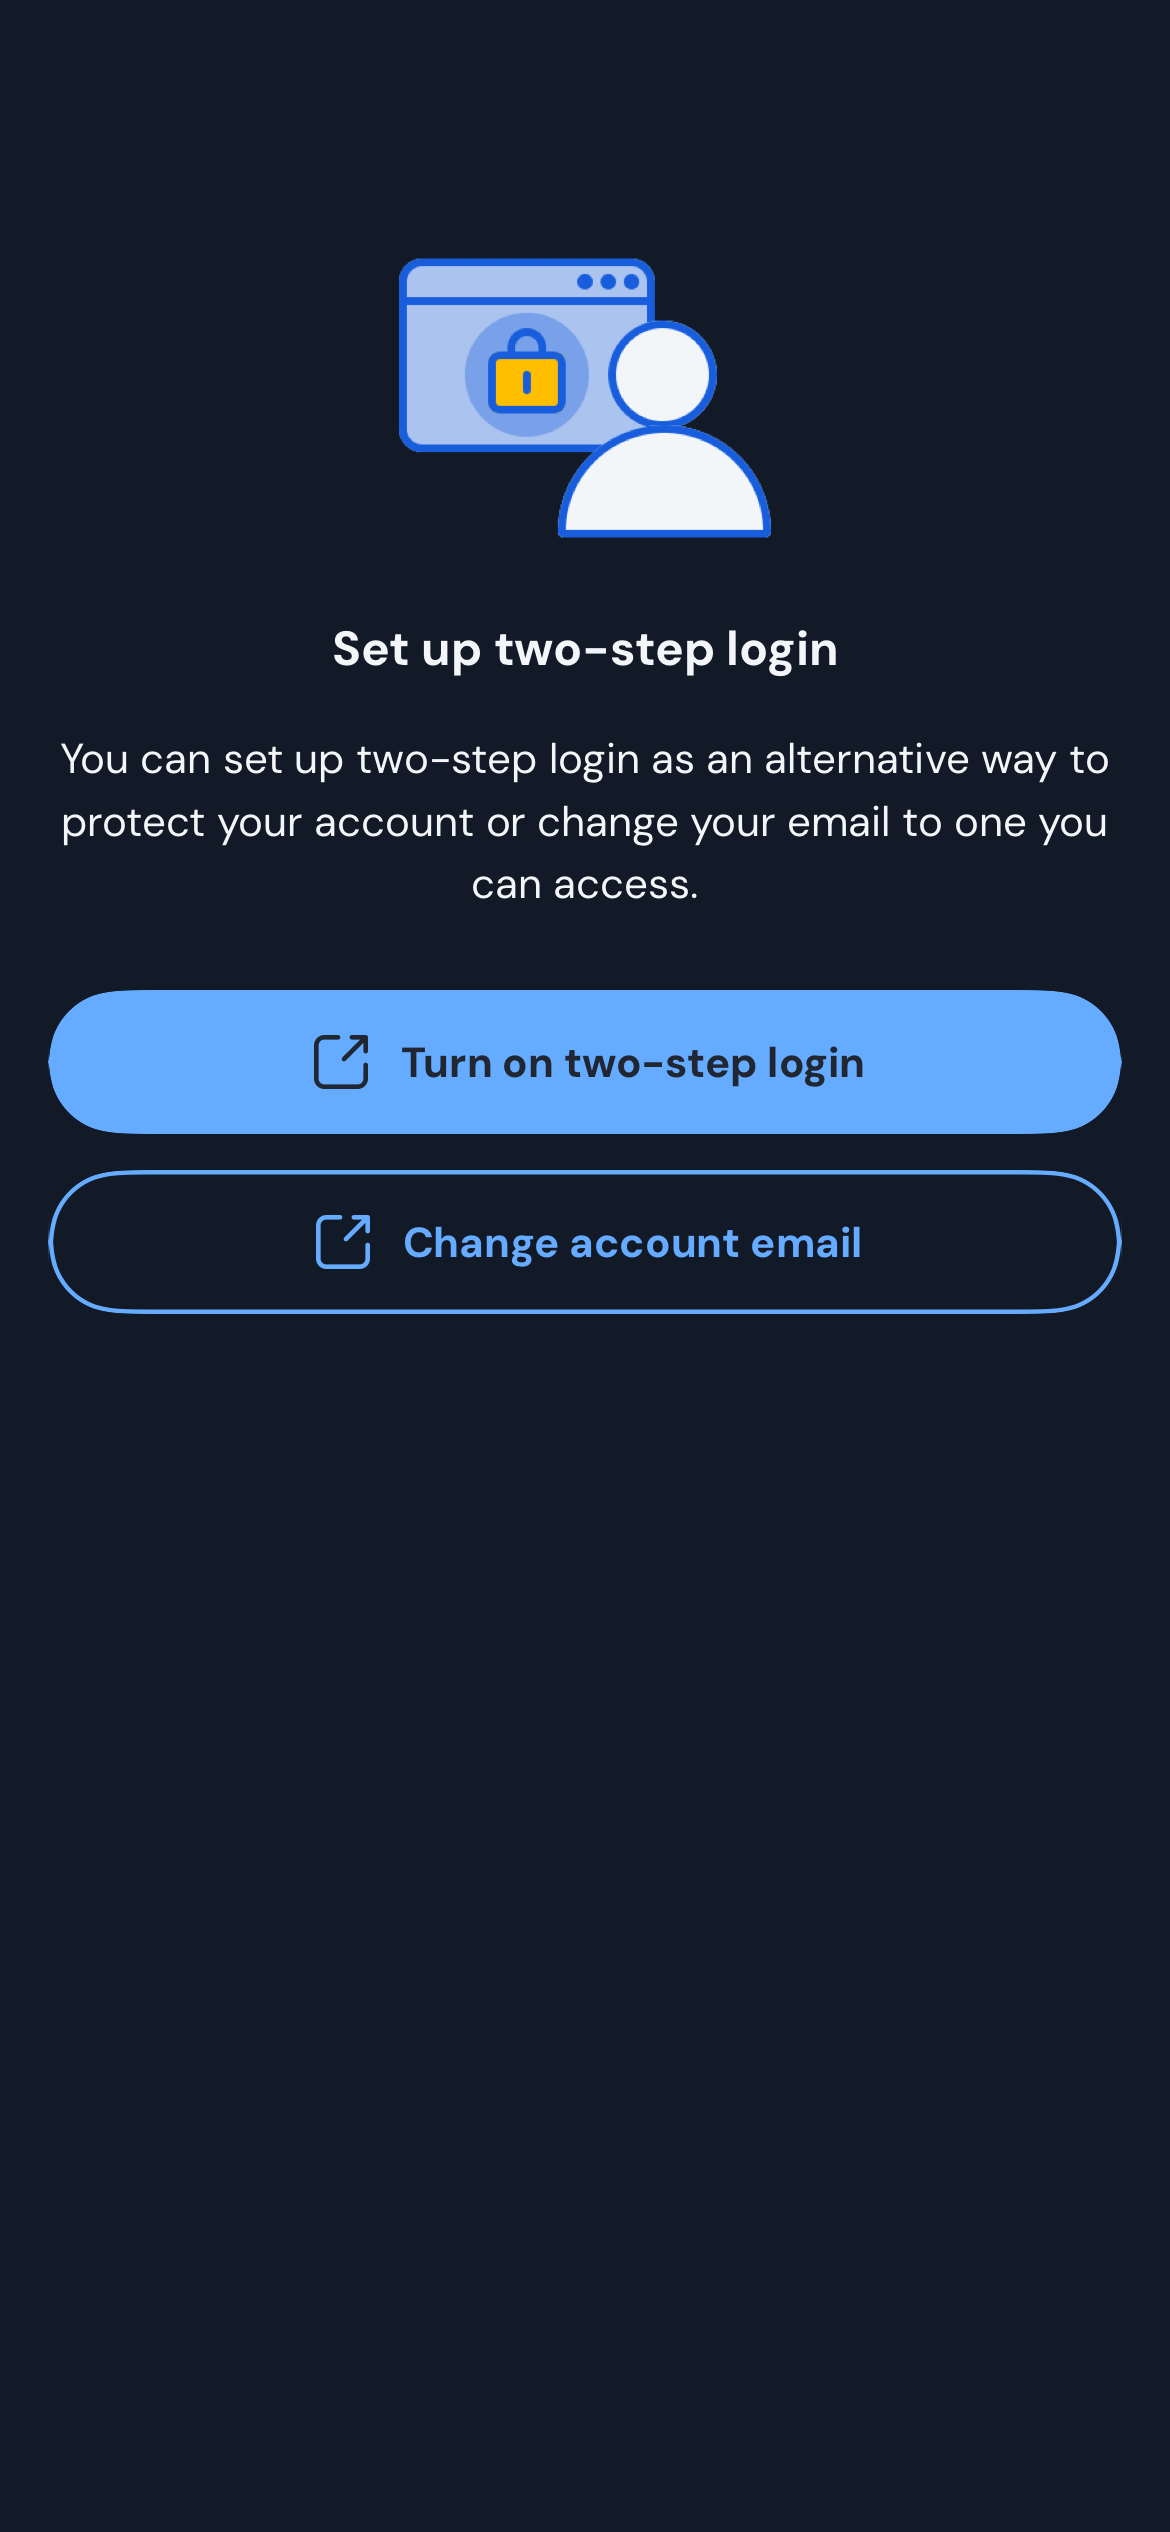 Set up two-step login
You can set up two-step login as an alternative way to
protect your account or change your email to one you
can access.
Turn on two-step login
Change account email